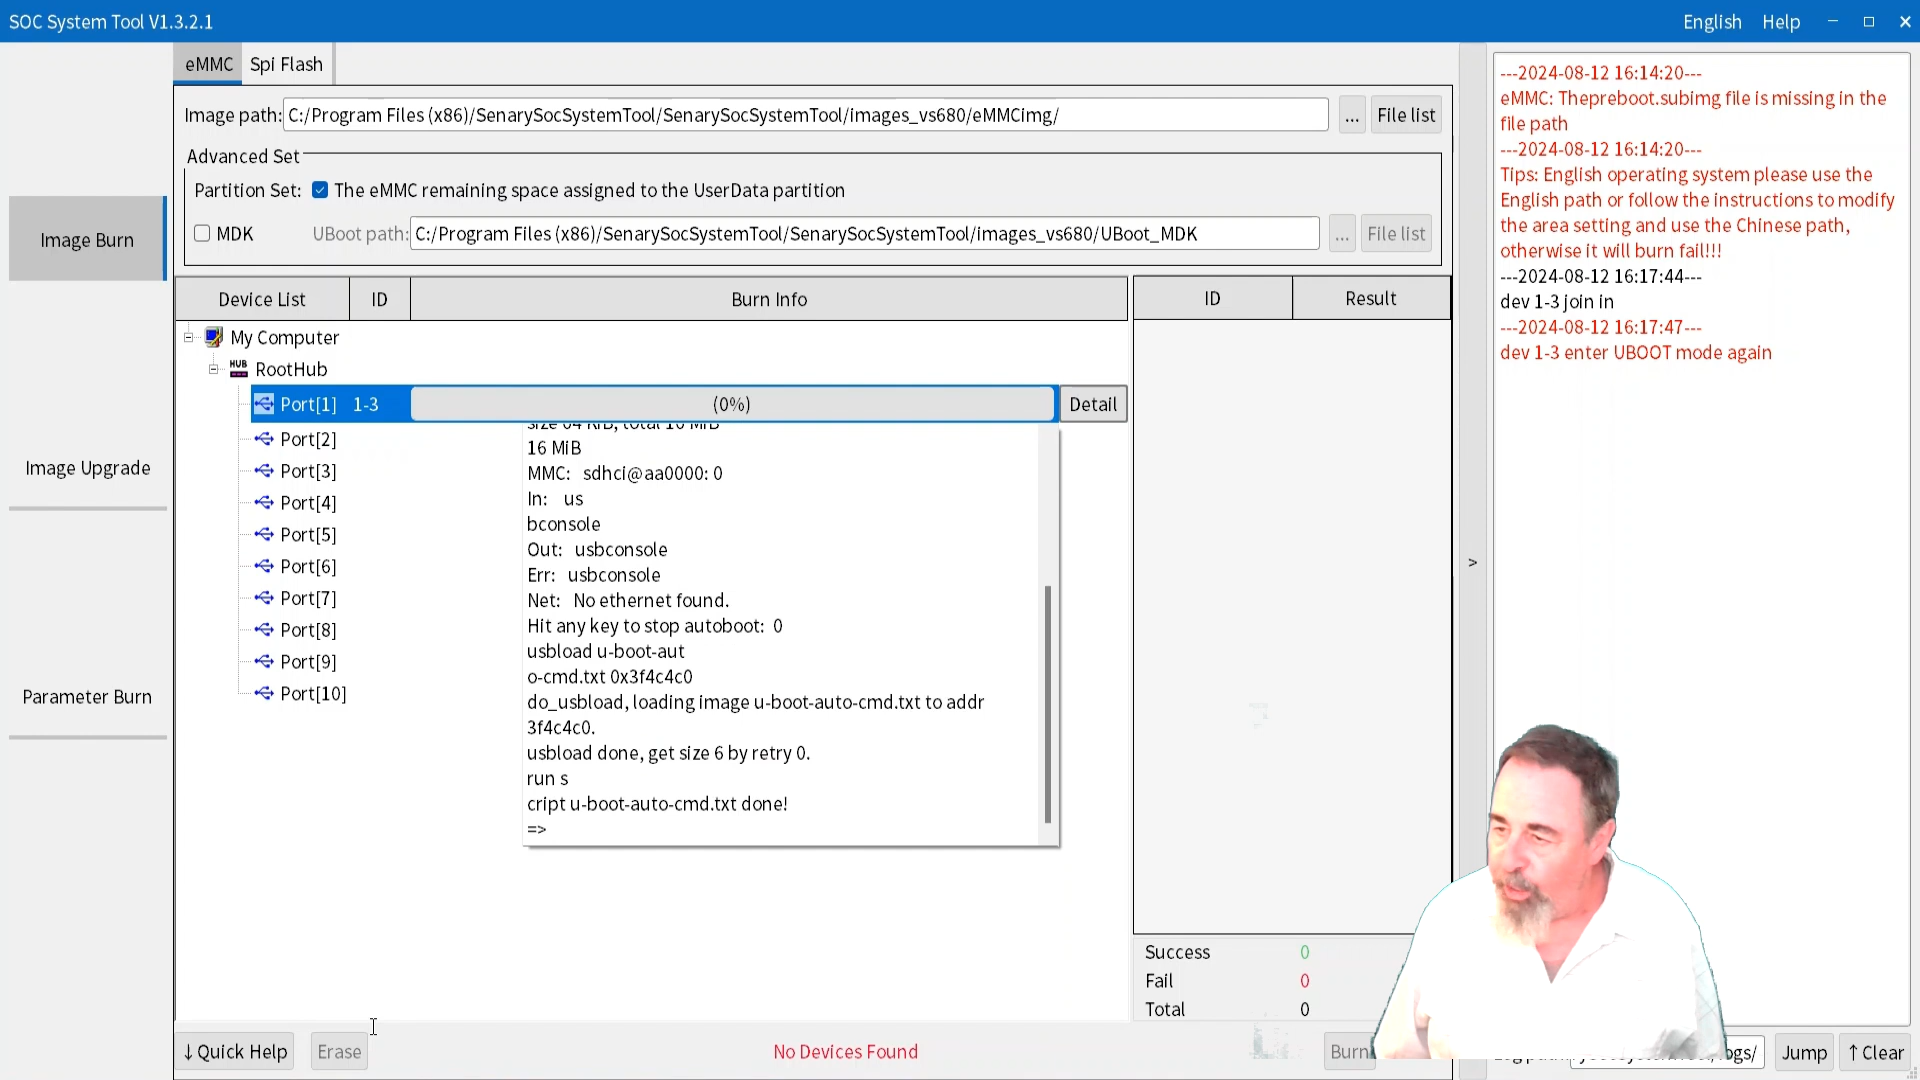 SOC System Tool V1.3.2.1
English Help
eMMC Spi Flash
Image path: C:/Program Files (x86)/SenarySocSystemTool/SenarySocSystemTool/images_vs680/eMMCimg/ ... File list
Advanced Set
Partition Set: The eMMC remaining space assigned to the UserData partition
MDK UBoot path: C:/Program Files (x86)/SenarySocSystemTool/SenarySocSystemTool/images_vs680/UBoot_MDK ... File list
Image Burn
Image Upgrade
Parameter Burn
Device List ID Burn Info
My Computer
HUB RootHub
Port[1] 1-3 (0%) Detail
Port[2]
Port[3]
Port[4]
Port[5]
Port[6]
Port[7]
Port[8]
Port[9]
Port[10]
16 MiB
MMC: sdhci@aa0000: 0
In: us
bconsole
Out: usbconsole
Err: usbconsole
Net: No ethernet found.
Hit any key to stop autoboot: 0
usbload u-boot-aut
o-cmd.txt 0x3f4c4c0
do_usbload, loading image u-boot-auto-cmd.txt to addr
3f4c4c0.
usbload done, get size 6 by retry 0.
run s
cript u-boot-auto-cmd.txt done!
=>
ID Result
Success 0
Fail 0
Total 0
>
---2024-08-12 16:14:20---
eMMC: Thepreboot.subimg file is missing in the
file path
---2024-08-12 16:14:20---
Tips: English operating system please use the
English path or follow the instructions to modify
the area setting and use the Chinese path,
otherwise it will burn fail!!!
---2024-08-12 16:17:44---
dev 1-3 join in
---2024-08-12 16:17:47---
dev 1-3 enter UBOOT mode again
↓Quick Help Erase No Devices Found Burn Jump ↑Clear